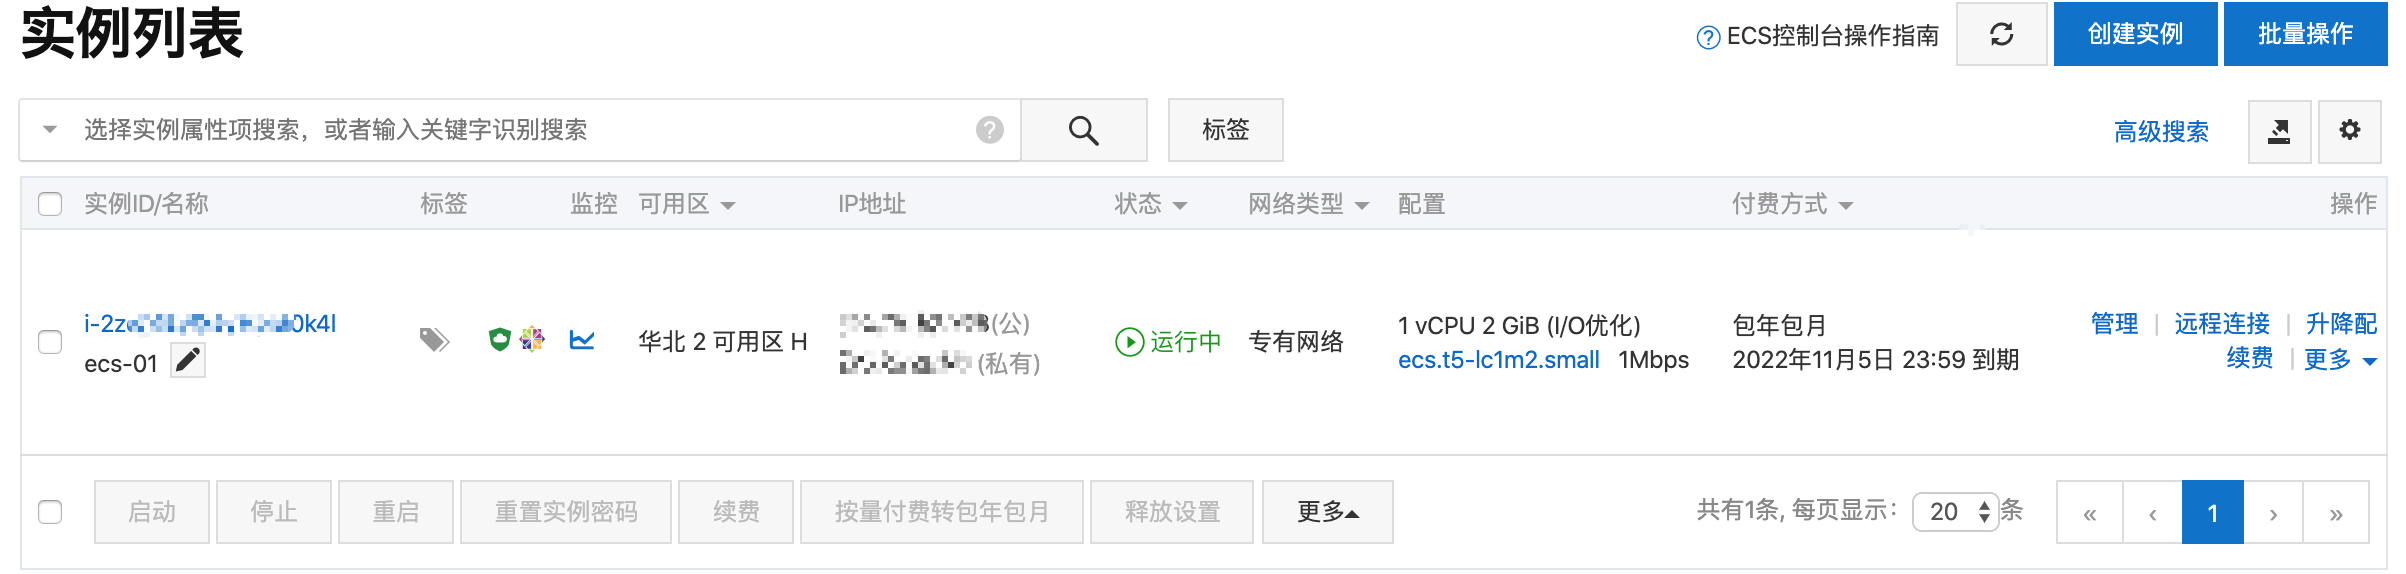 实例列表
ECS控制台操作指南 创建实例 批量操作
选择实例属性项搜索，或者输入关键字识别搜索 标签 高级搜索
实例ID/名称 标签 监控 可用区 IP地址 状态 网络类型 配置 付费方式 操作
(公) 1 vCPU 2 GiB (I/O优化) 包年包月 管理 | 远程连接 | 升降配
华北 2 可用区 H 运行中 专有网络
ecs-01 (私有) ecs.t5-lc1m2.small 1Mbps 2022年11月5日 23:59 到期 续费 | 更多
启动 停止 重启 重置实例密码 续费 按量付费转包年包月 释放设置 更多 共有1条, 每页显示： 20 条 « ‹ 1 › »